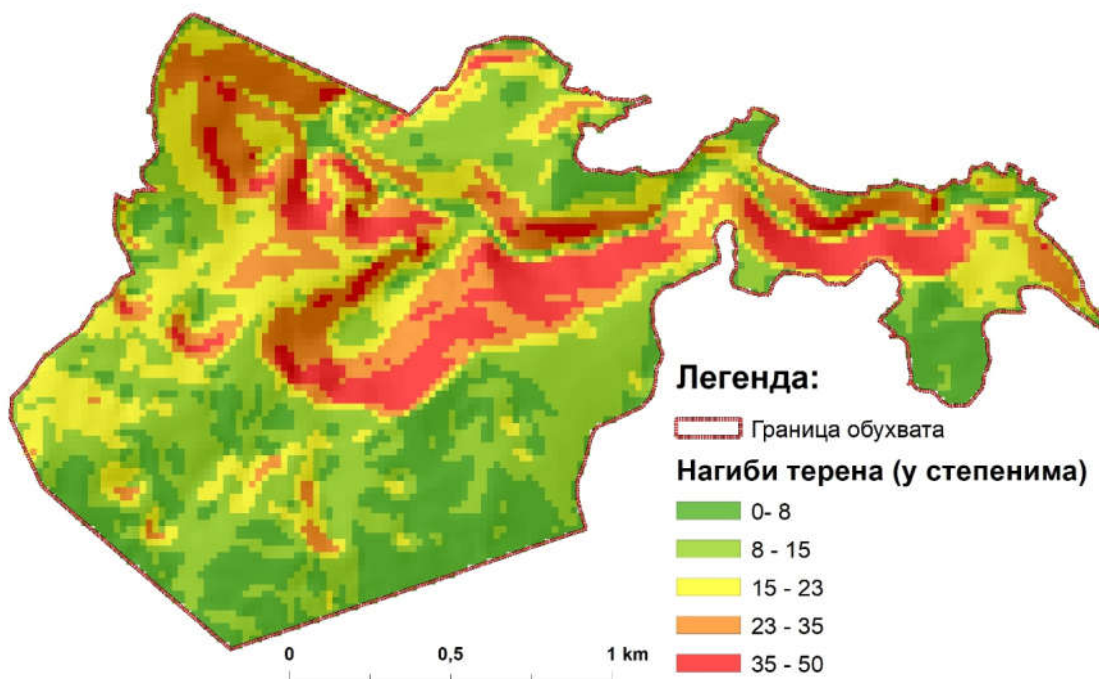 Легенда:
Граница обухвата
Нагиби терена (у степенима)
0- 8
8 - 15
15 - 23
23 - 35
35 - 50
0 0,5 1 km